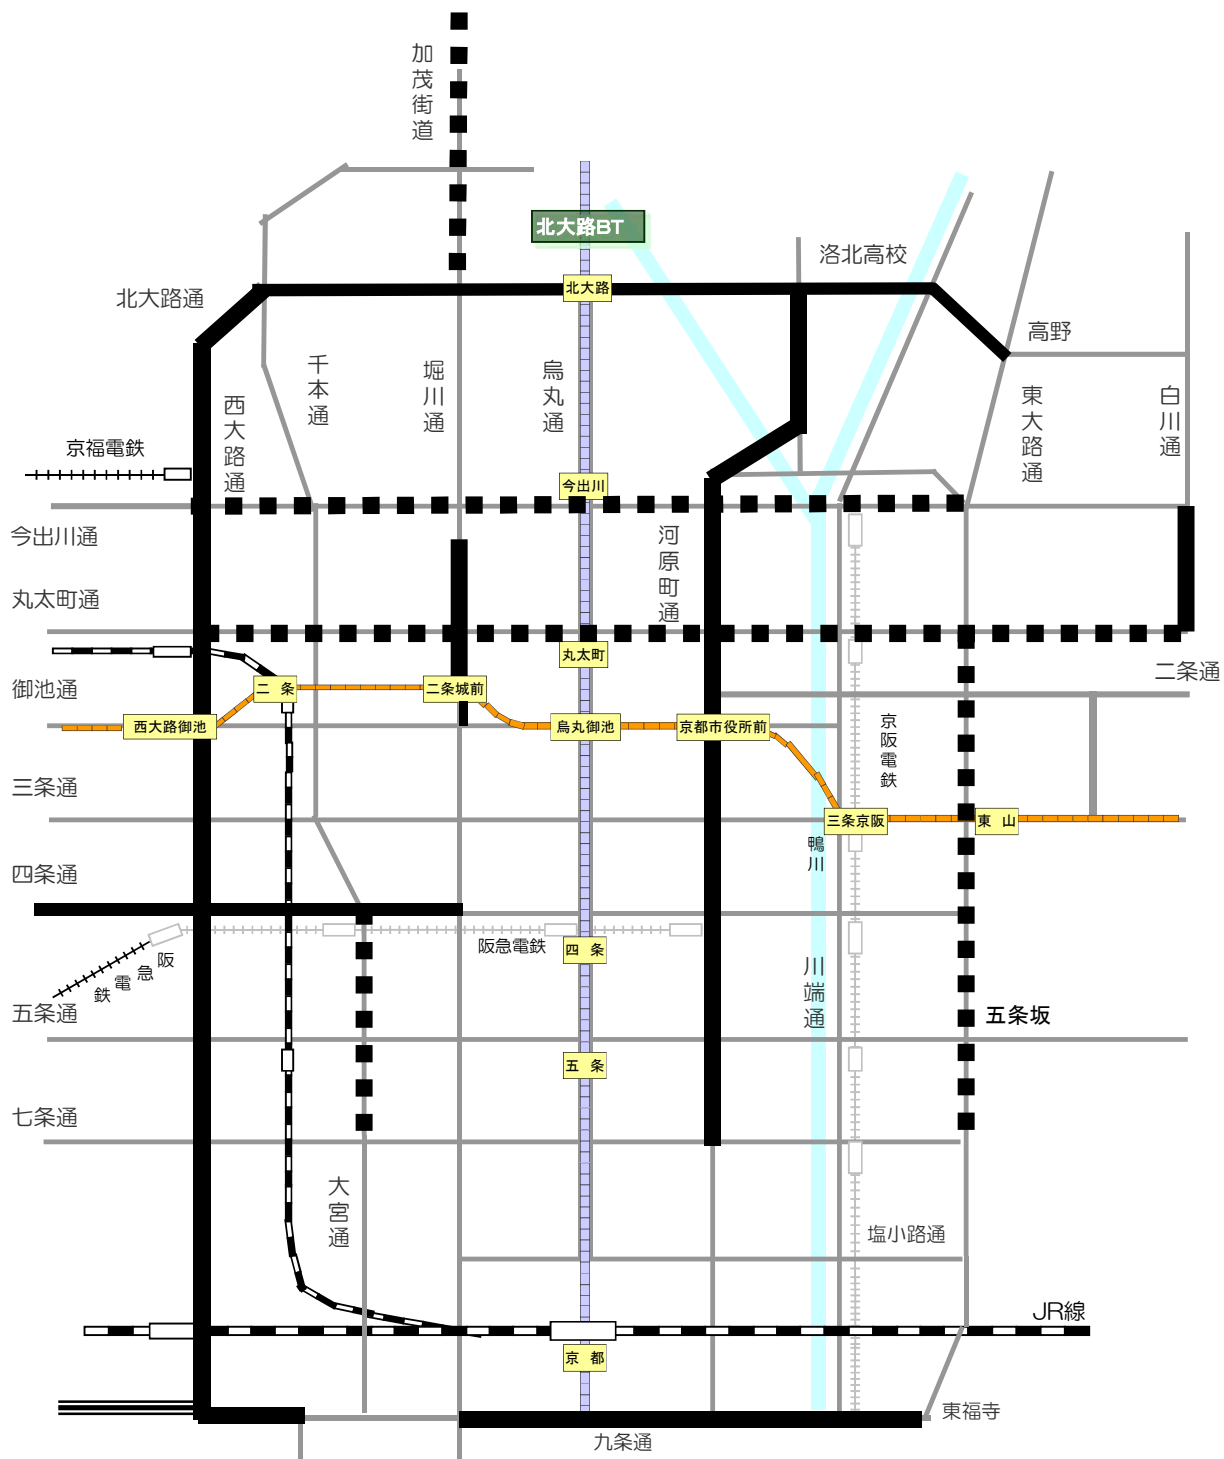 加茂街道
北大路BT
洛北高校
北大路通
北大路
高野
千本通
堀川通
烏丸通
西大路通
東大路通
白川通
京福電鉄
今出川
今出川通
河原町通
丸太町通
丸太町
二条通
御池通
二 条
二条城前
西大路御池
烏丸御池
京都市役所前
京阪電鉄
三条通
三条京阪
東 山
鴨川
四条通
阪急電鉄
四 条
阪急電鉄
川端通
五条通
五条坂
五 条
七条通
大宮通
塩小路通
JR線
京 都
東福寺
九条通